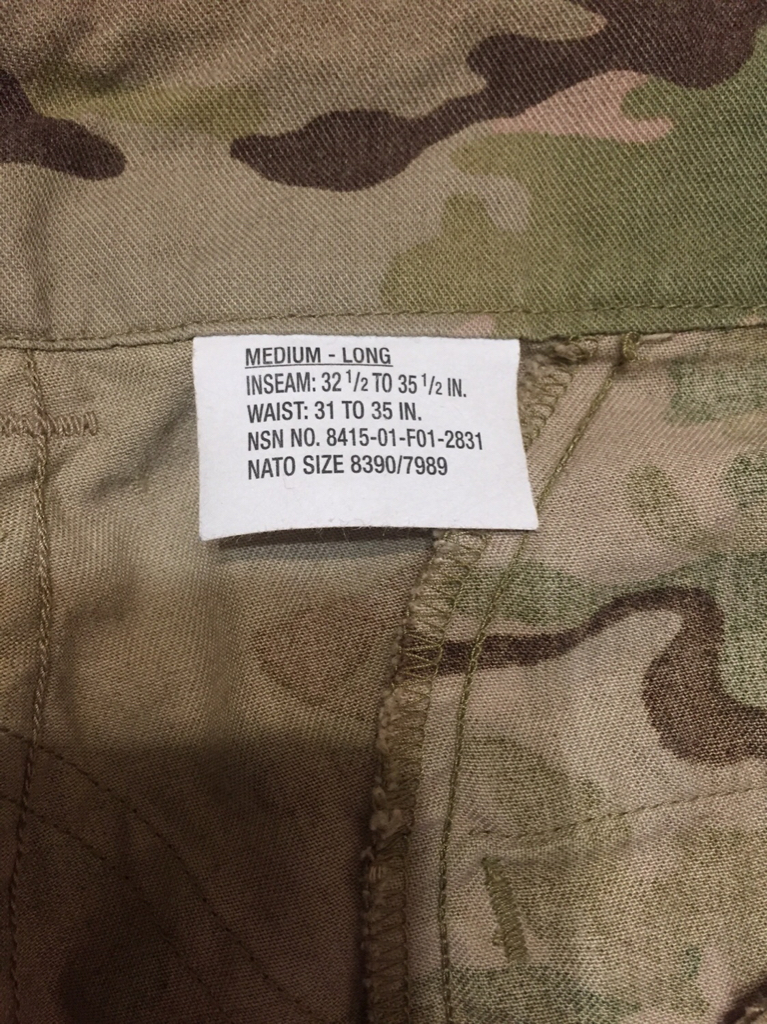 MEDIUM - LONG
INSEAM: 32 1/2 TO 35 1/2 IN.
WAIST: 31 TO 35 IN.
NSN NO. 8415-01-F01-2831
NATO SIZE 8390/7989